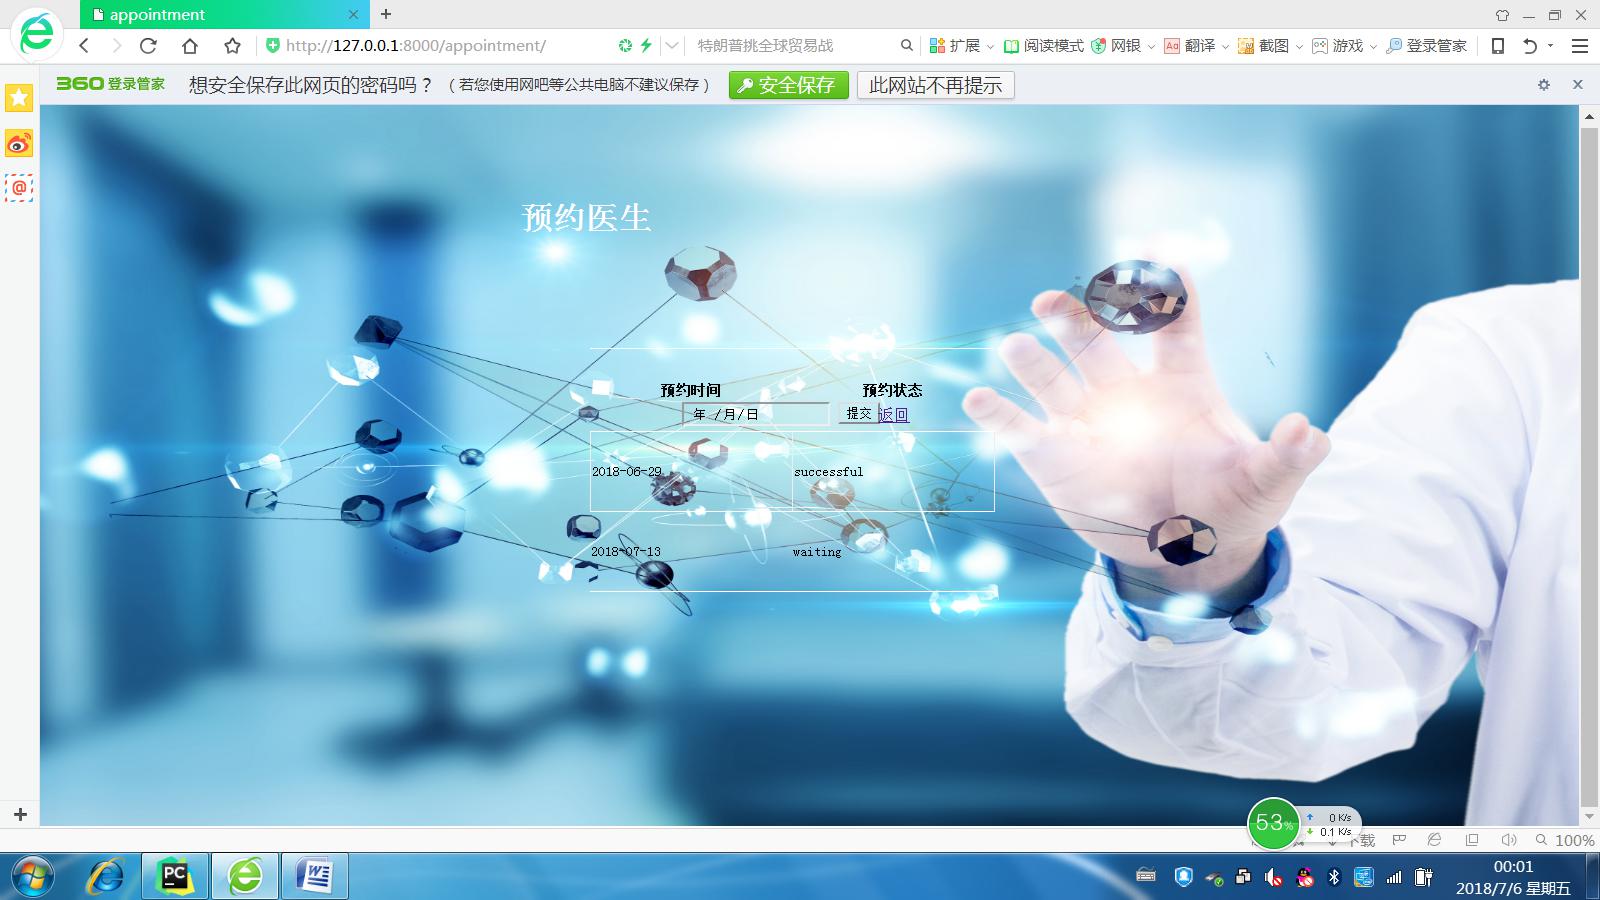 appointment
http://127.0.0.1:8000/appointment/
特朗普挑全球贸易战
扩展
阅读模式
网银
翻译
截图
游戏
登录管家
360 登录管家
想安全保存此网页的密码吗？
（若您使用网吧等公共电脑不建议保存）
安全保存
此网站不再提示
预约医生
预约时间
预约状态
年 /月/日
提交
返回
2018-06-29
successful
2018-07-13
waiting
53%
0 K/s
0.1 K/s
下载
100%
00:01
2018/7/6 星期五